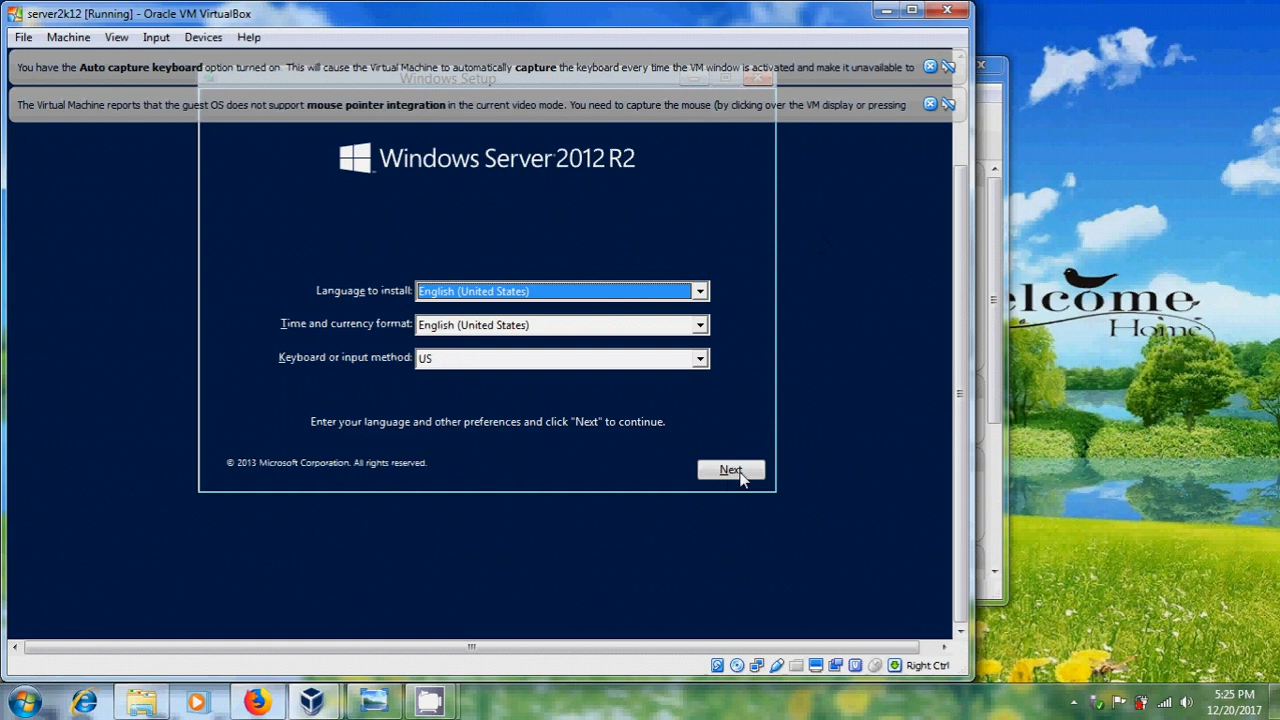 server2k12 [Running] - Oracle VM VirtualBox
File Machine View Input Devices Help
You have the Auto capture keyboard option turned on. This will cause the Virtual Machine to automatically capture the keyboard every time the VM window is activated and make it unavailable to
Windows Setup
The Virtual Machine reports that the guest OS does not support mouse pointer integration in the current video mode. You need to capture the mouse (by clicking over the VM display or pressing
Windows Server 2012 R2
Language to install: English (United States)
Time and currency format: English (United States)
Keyboard or input method: US
Enter your language and other preferences and click "Next" to continue.
© 2013 Microsoft Corporation. All rights reserved.
Next
elcome
Home
Right Ctrl
5:25 PM
12/20/2017